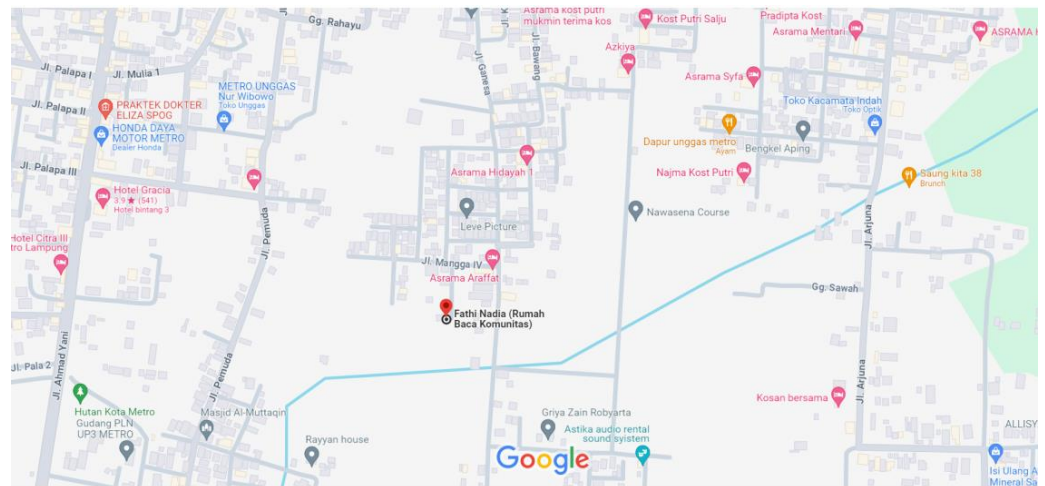 Gg. Rahayu
Asrama kost putri
mukmin terima kos
Jl. Bawang
Jl. Ganesa
Kost Putri Salju
Pradipta Kost
Asrama Mentari
Azkiya
Asrama Syfa
Jl. Palapa I
Jl. Mulia 1
METRO UNGGAS
Nur Wibowo
Toko Unggas
Jl. Palapa II
PRAKTEK DOKTER
ELIZA SPOG
HONDA DAYA
MOTOR METRO
Dealer Honda
Toko Kacamata Indah
Toko Optik
Dapur unggas metro
Ayam
Bengkel Aping
Jl. Palapa III
Asrama Hidayah 1
Najma Kost Putri
Saung kita 38
Brunch
Hotel Gracia
3.9 ★ (541)
Hotel bintang 3
Leve Picture
Nawasena Course
Jl. Pemuda
Jl. Arjuna
Hotel Citra III
tro Lampung
Jl. Mangga IV
Asrama Araffat
Gg. Sawah
Fathi Nadia (Rumah
Baca Komunitas)
Jl. Ahmad Yani
Jl. Pala 2
Jl. Pemuda
Jl. Arjuna
Kosan bersama
Hutan Kota Metro
Gudang PLN
UP3 METRO
Masjid Al-Muttaqin
Rayyan house
Griya Zain Robyarta
Astika audio rental
sound syistem
Google
ALLISY
Isi Ulang A
Mineral Sa